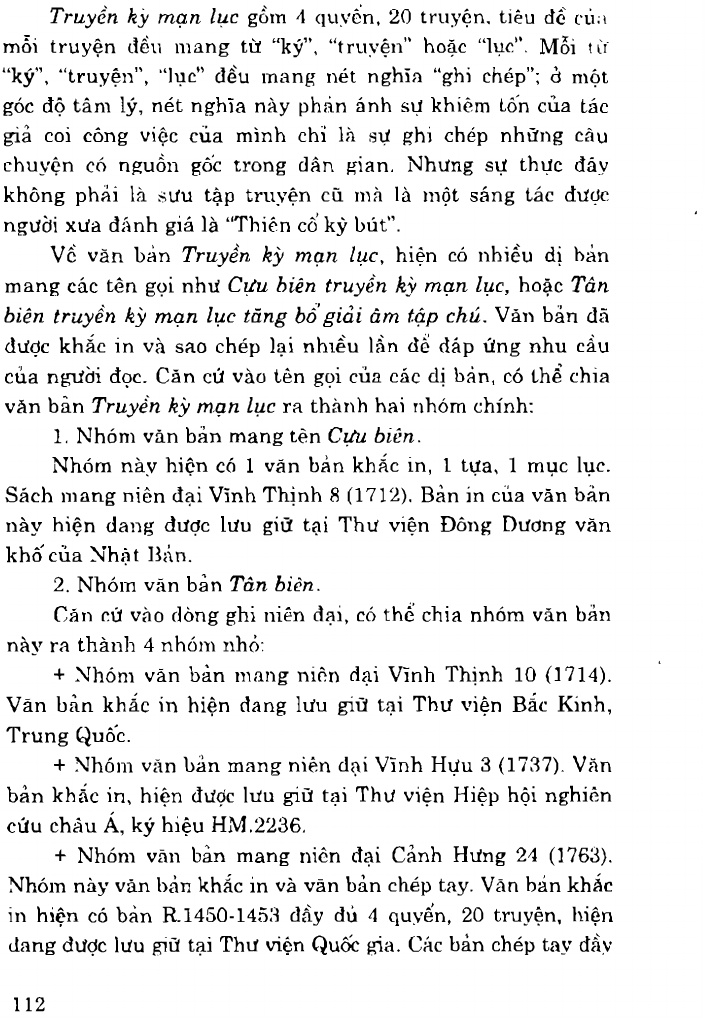 Truyền kỳ mạn lục gồm 4 quyển, 20 truyện, tiêu đề của
mỗi truyện đều mang từ “ký”, “truyện” hoặc “lục”. Mỗi từ
“ký”, “truyện”, “lục” đều mang nét nghĩa “ghi chép”; ở một
góc độ tâm lý, nét nghĩa này phản ánh sự khiêm tốn của tác
giả coi công việc của mình chỉ là sự ghi chép những câu
chuyện có nguồn gốc trong dân gian. Nhưng sự thực đây
không phải là sưu tập truyện cũ mà là một sáng tác được
người xưa đánh giá là “Thiên cổ kỳ bút”.
Về văn bản Truyền kỳ mạn lục, hiện có nhiều dị bản
mang các tên gọi như Cựu biên truyền kỳ mạn lục, hoặc Tân
biên truyền kỳ mạn lục tăng bổ giải âm tập chú. Văn bản đã
được khắc in và sao chép lại nhiều lần để đáp ứng nhu cầu
của người đọc. Căn cứ vào tên gọi của các dị bản, có thể chia
văn bản Truyền kỳ mạn lục ra thành hai nhóm chính:
1. Nhóm văn bản mang tên Cựu biên.
Nhóm này hiện có 1 văn bản khắc in, 1 tựa, 1 mục lục.
Sách mang niên đại Vĩnh Thịnh 8 (1712). Bản in của văn bản
này hiện đang được lưu giữ tại Thư viện Đông Dương văn
khố của Nhật Bản.
2. Nhóm văn bản Tân biên.
Căn cứ vào dòng ghi niên đại, có thể chia nhóm văn bản
này ra thành 4 nhóm nhỏ:
+ Nhóm văn bản mang niên đại Vĩnh Thịnh 10 (1714).
Văn bản khắc in hiện đang lưu giữ tại Thư viện Bắc Kinh,
Trung Quốc.
+ Nhóm văn bản mang niên đại Vĩnh Hựu 3 (1737). Văn
bản khắc in, hiện được lưu giữ tại Thư viện Hiệp hội nghiên
cứu châu Á, ký hiệu HM.2236.
+ Nhóm văn bản mang niên đại Cảnh Hưng 24 (1763).
Nhóm này văn bản khắc in và văn bản chép tay. Văn bản khắc
in hiện có bản R.1450-1453 đầy đủ 4 quyển, 20 truyện, hiện
đang được lưu giữ tại Thư viện Quốc gia. Các bản chép tay đầy
112